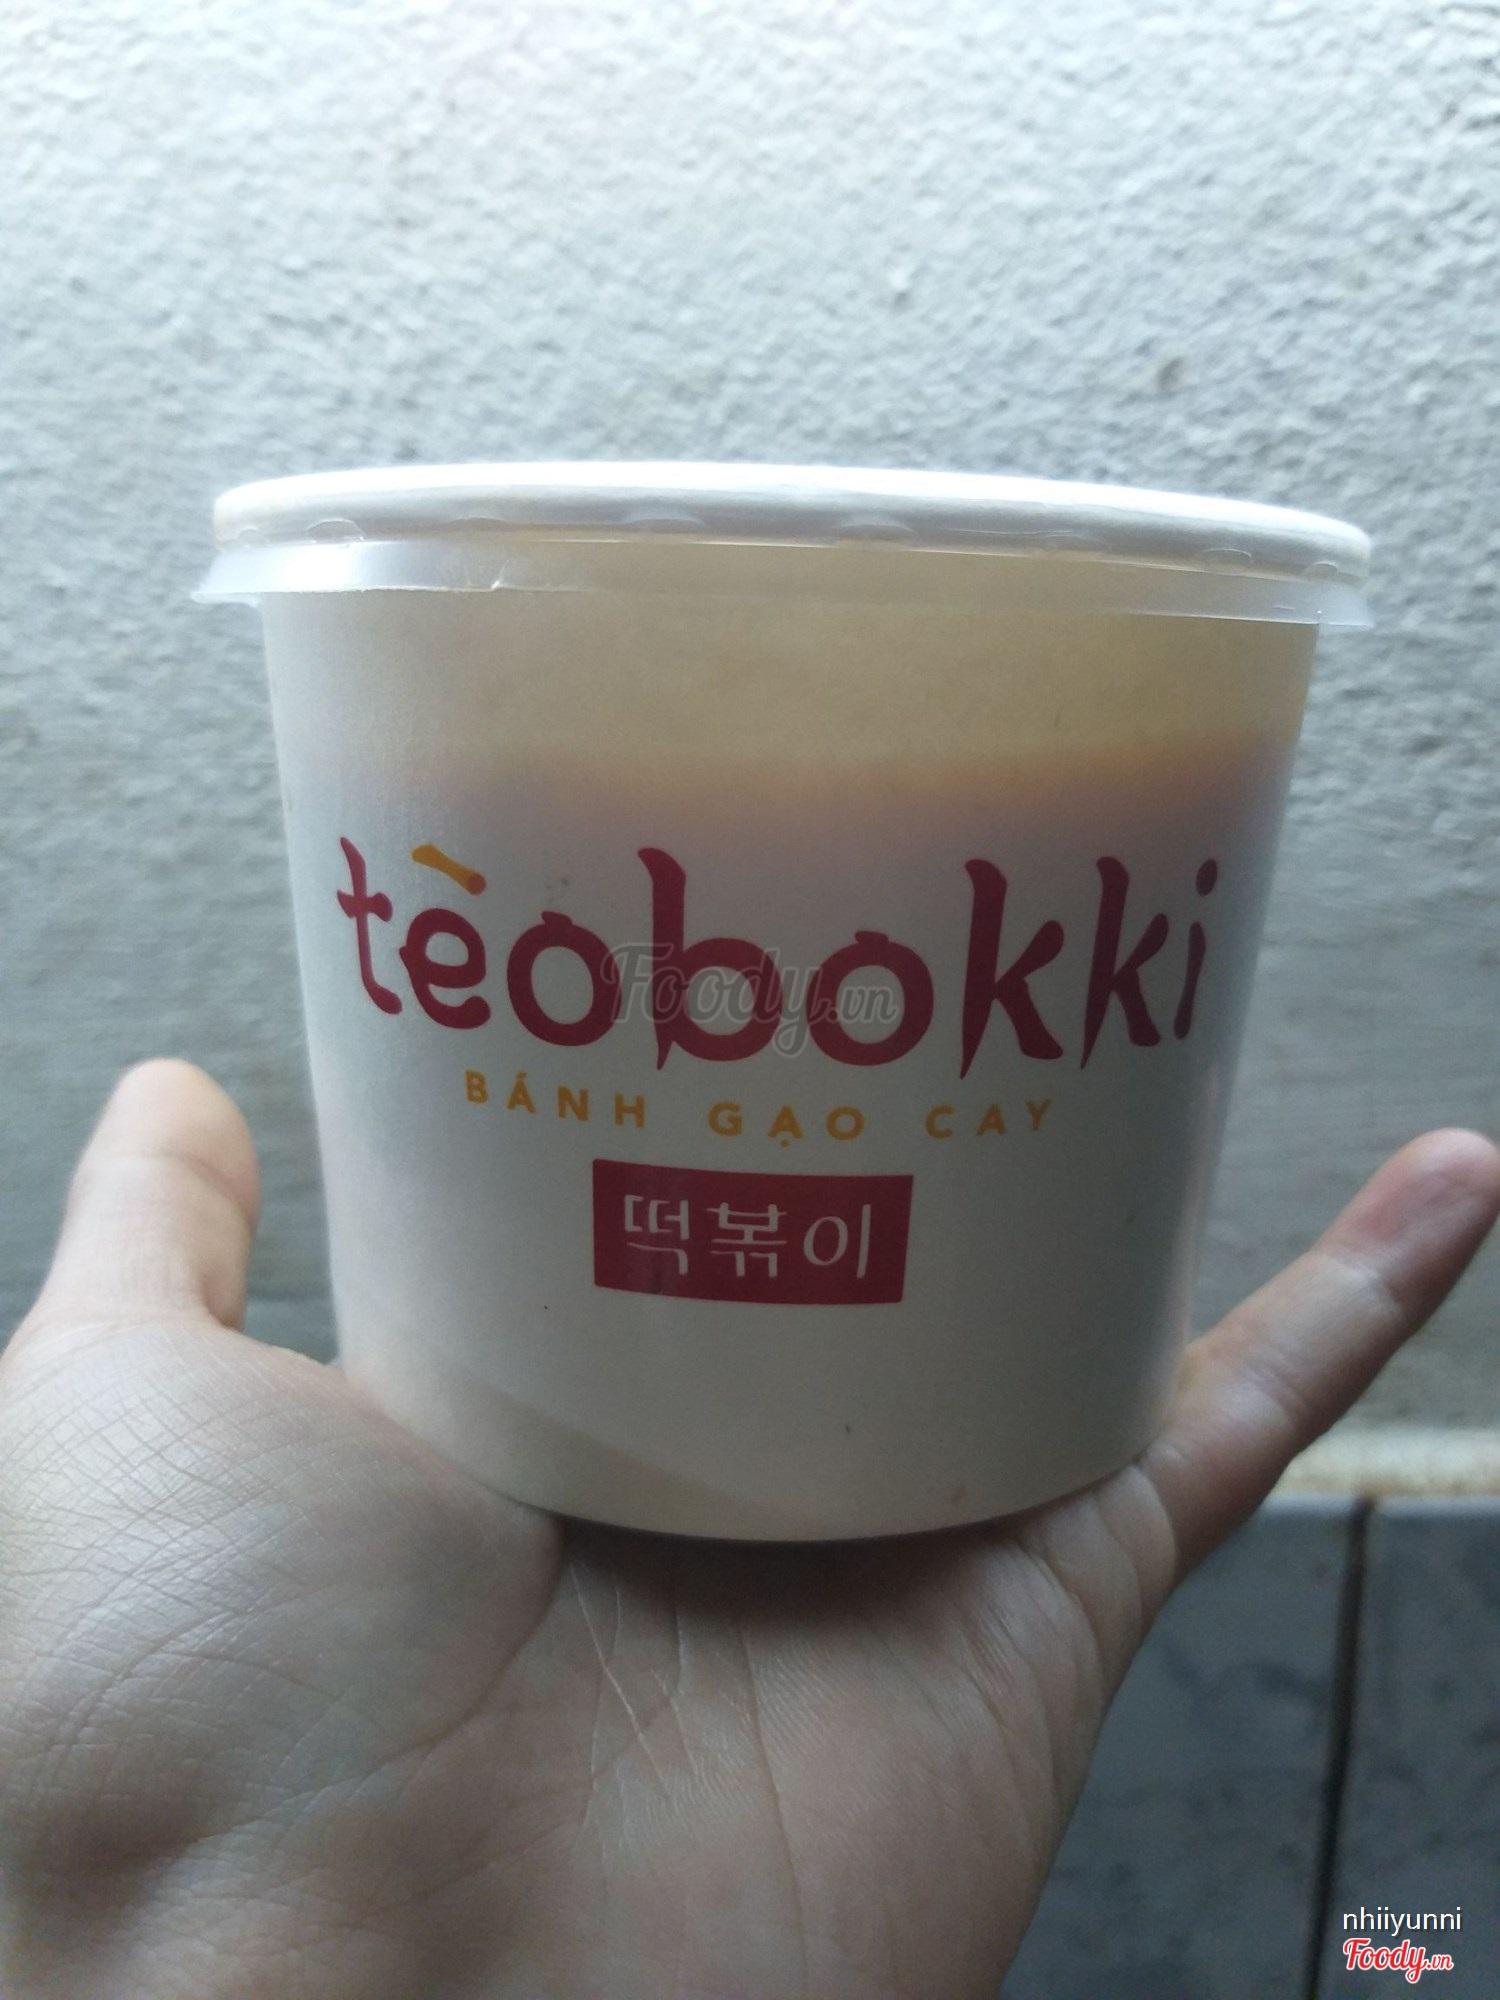 tèobokki
Foody.vn
BÁNH GẠO CAY
떡볶이
nhiiyunni
Foody.vn